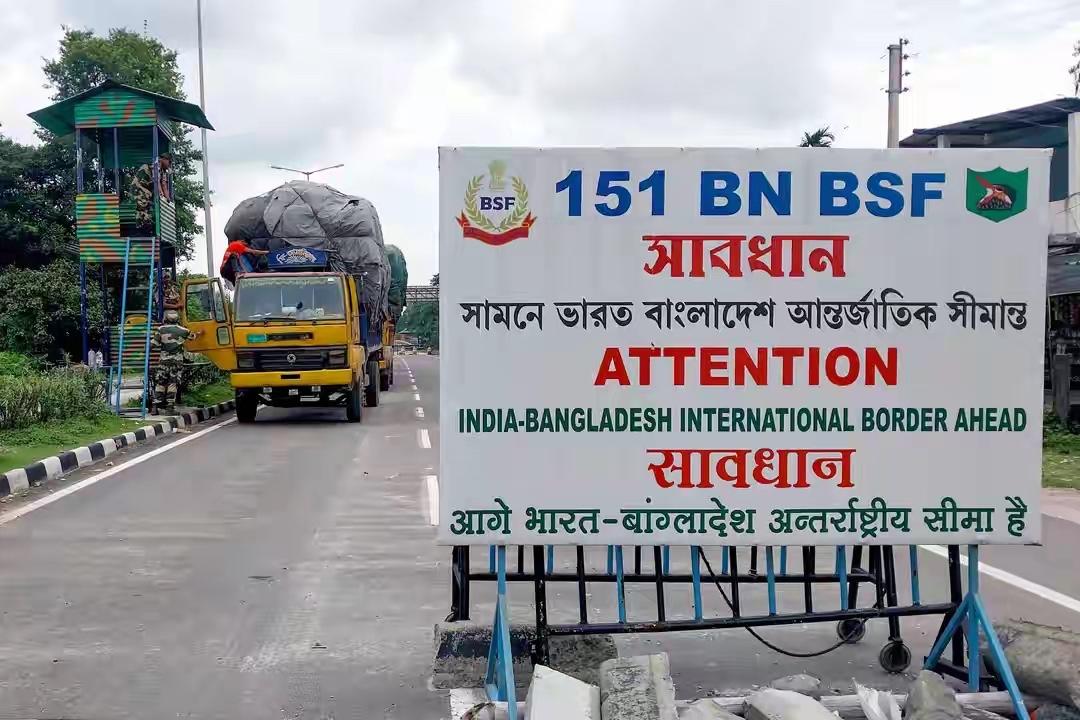 BSF
151 BN BSF
সাবধান
সামনে ভারত বাংলাদেশ আন্তর্জাতিক সীমান্ত
ATTENTION
INDIA-BANGLADESH INTERNATIONAL BORDER AHEAD
सावधान
आगे भारत-बांग्लादेश अन्तर्राष्ट्रीय सीमा है